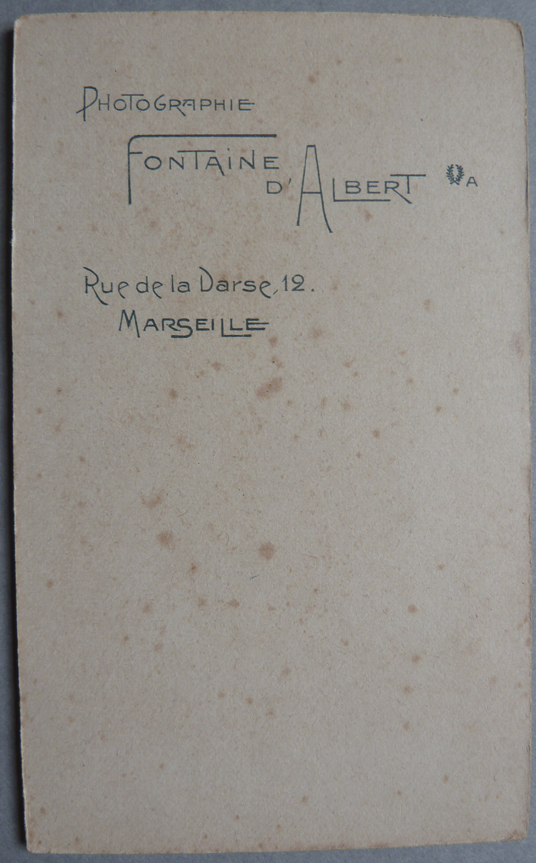 PHOTOGRAPHIE
FONTAINE
D'ALBERT A
Rue de la Darse, 12.
MARSEILLE